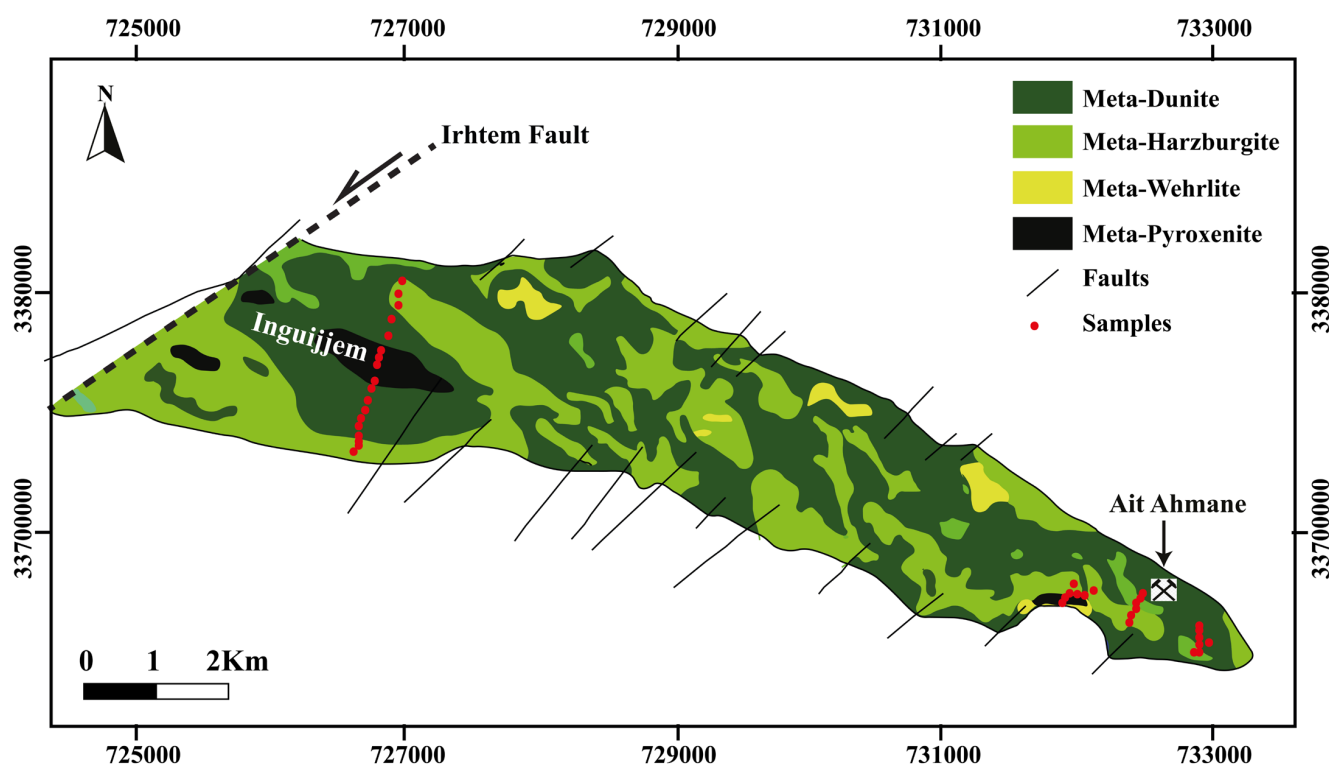 725000 727000 729000 731000 733000
N
Irhtem Fault
Meta-Dunite
Meta-Harzburgite
Meta-Wehrlite
Meta-Pyroxenite
Faults
Samples
3380000
3380000
Inguijjem
33700000
33700000
Ait Ahmane
0 1 2Km
725000 727000 729000 731000 733000